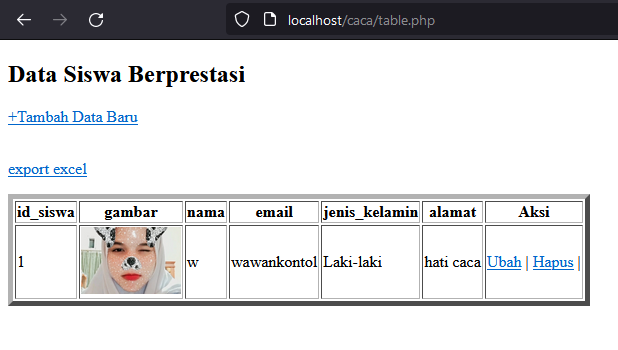 localhost/caca/table.php
Data Siswa Berprestasi
+Tambah Data Baru
export excel
id_siswa gambar nama email jenis_kelamin alamat Aksi
1 w wawankontol Laki-laki hati caca Ubah | Hapus |